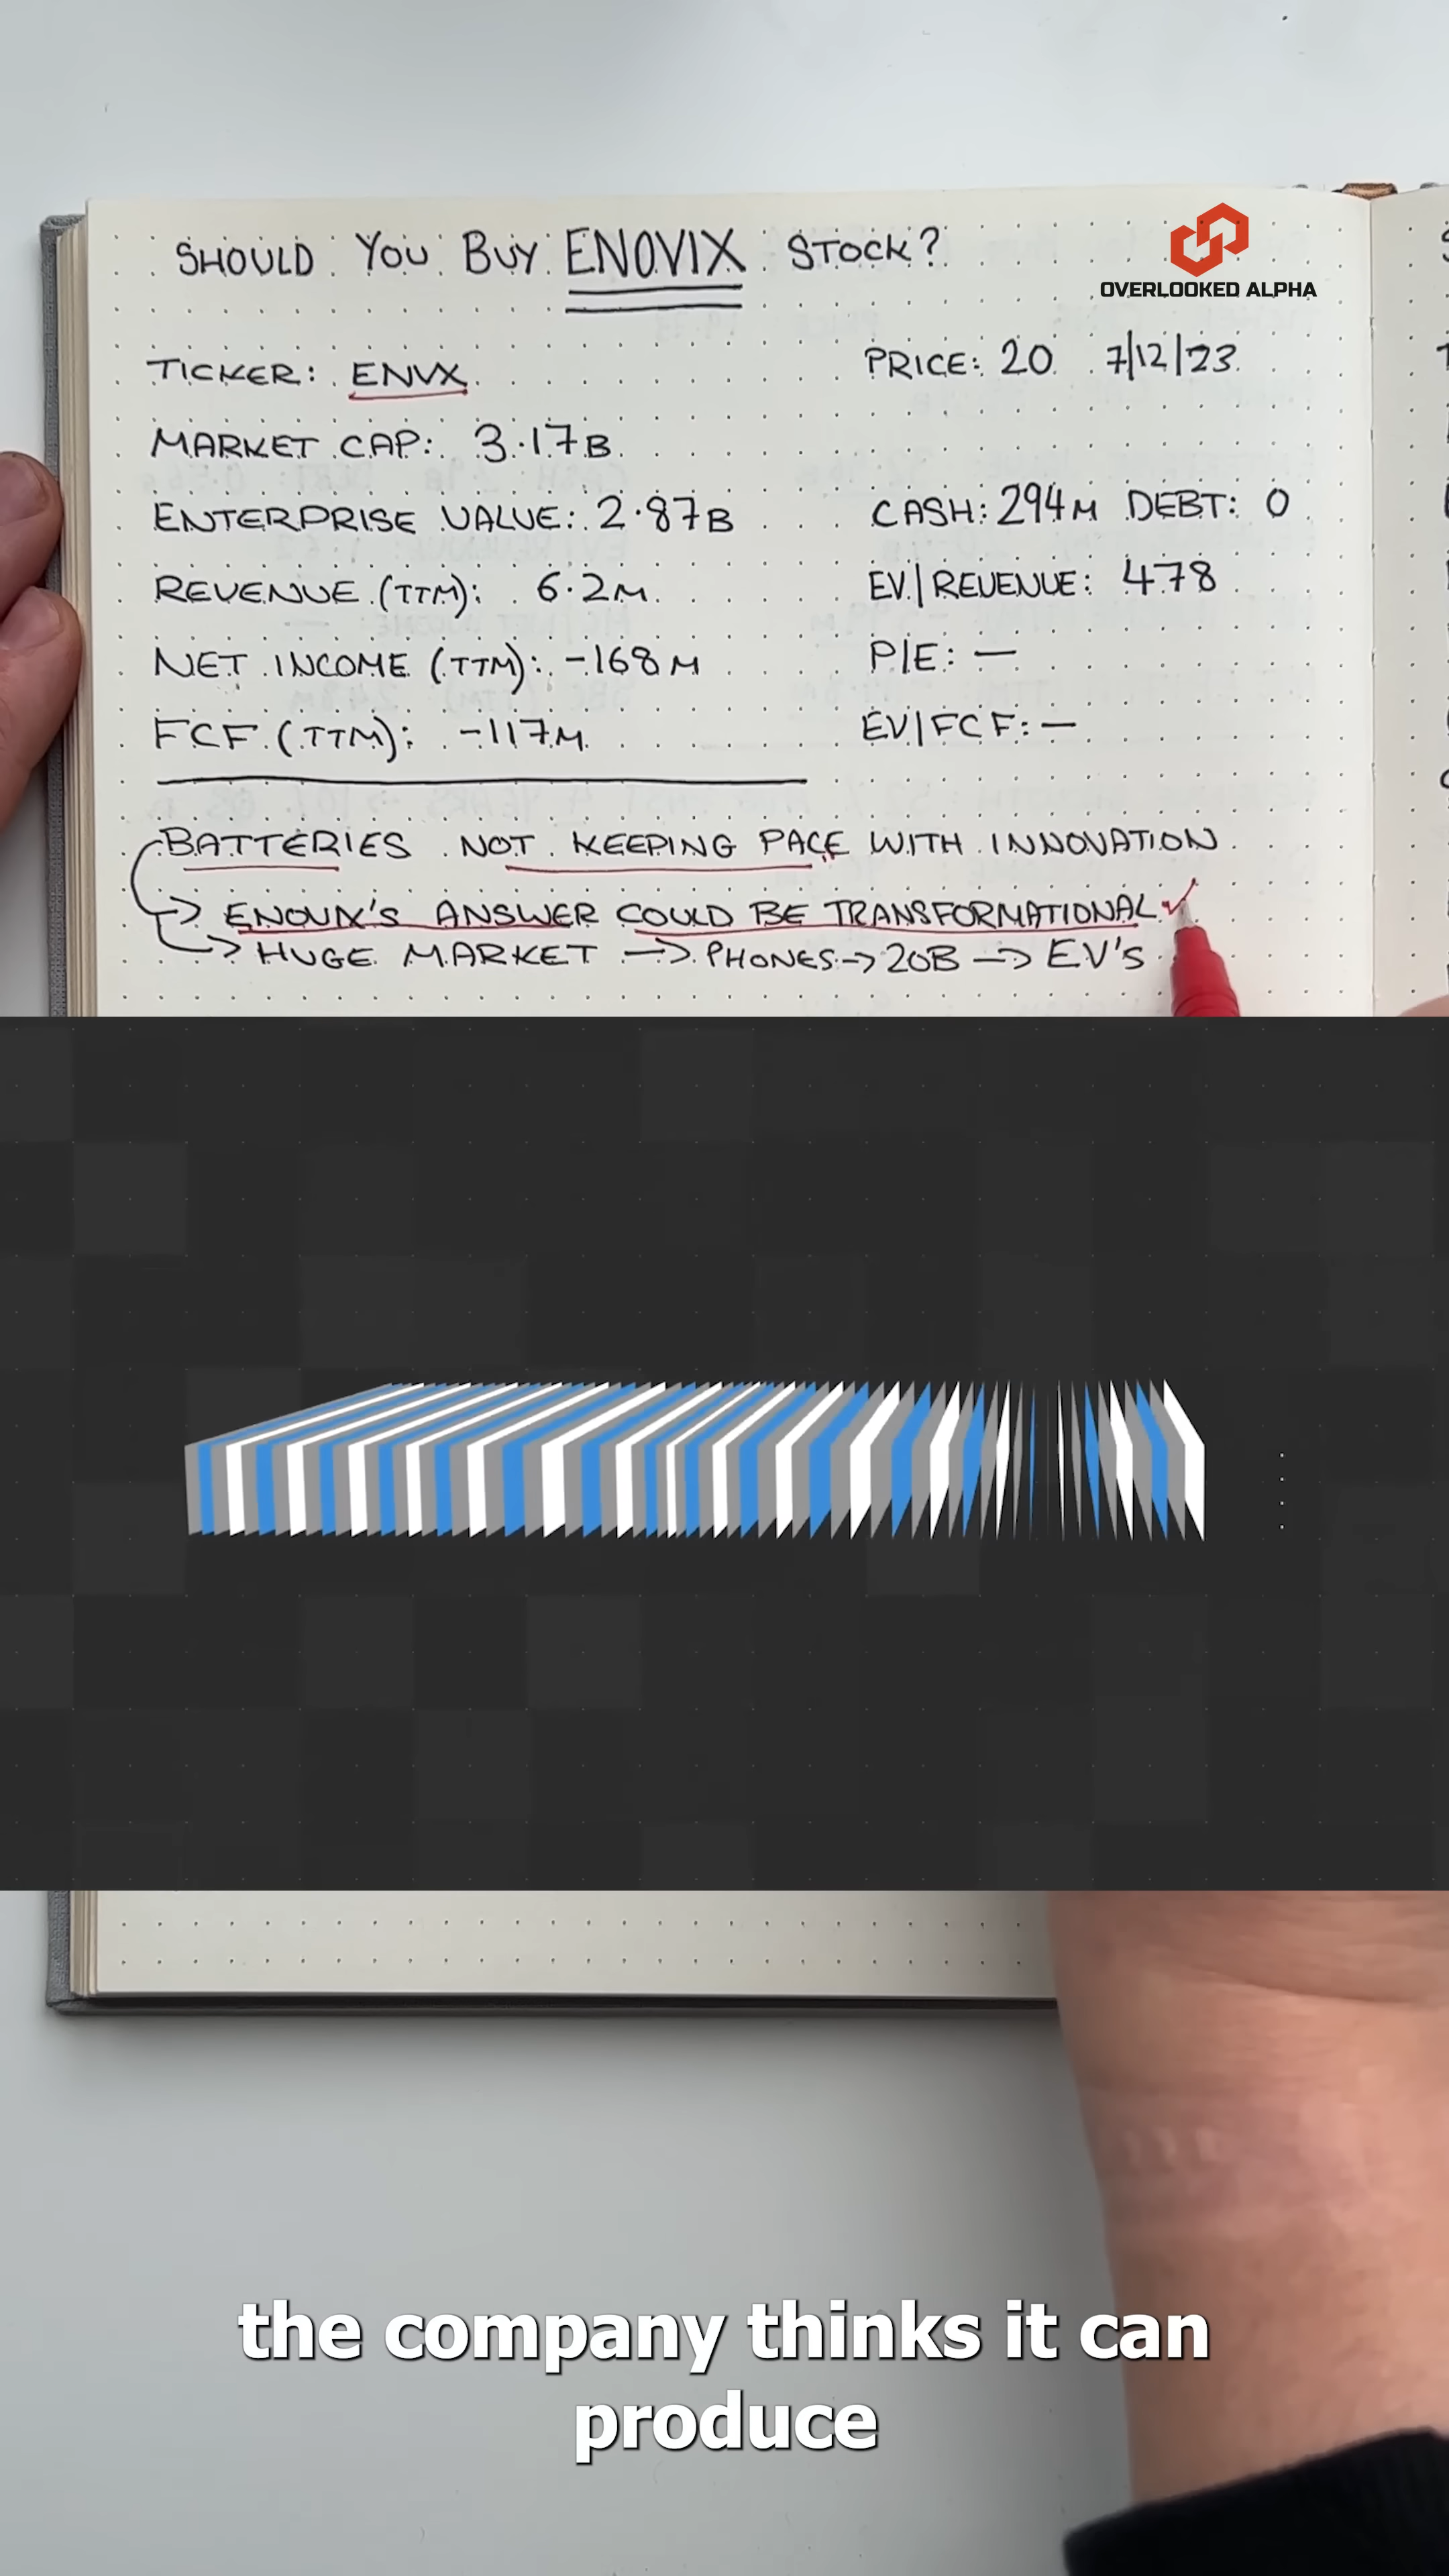 SHOULD YOU BUY ENOVIX STOCK?
OVERLOOKED ALPHA
TICKER: ENVX
PRICE: 20 7/12/23
MARKET CAP: 3.17B
ENTERPRISE VALUE: 2.87B
CASH: 294M DEBT: 0
REVENUE (TTM): 6.2M
EV/REVENUE: 478
NET INCOME (TTM): -168M
P/E: —
FCF (TTM): -117M
EV/FCF: —
BATTERIES NOT KEEPING PACE WITH INNOVATION
→ ENOVIX'S ANSWER COULD BE TRANSFORMATIONAL ✓
→ HUGE MARKET → PHONES → 20B → EV'S
the company thinks it can
produce